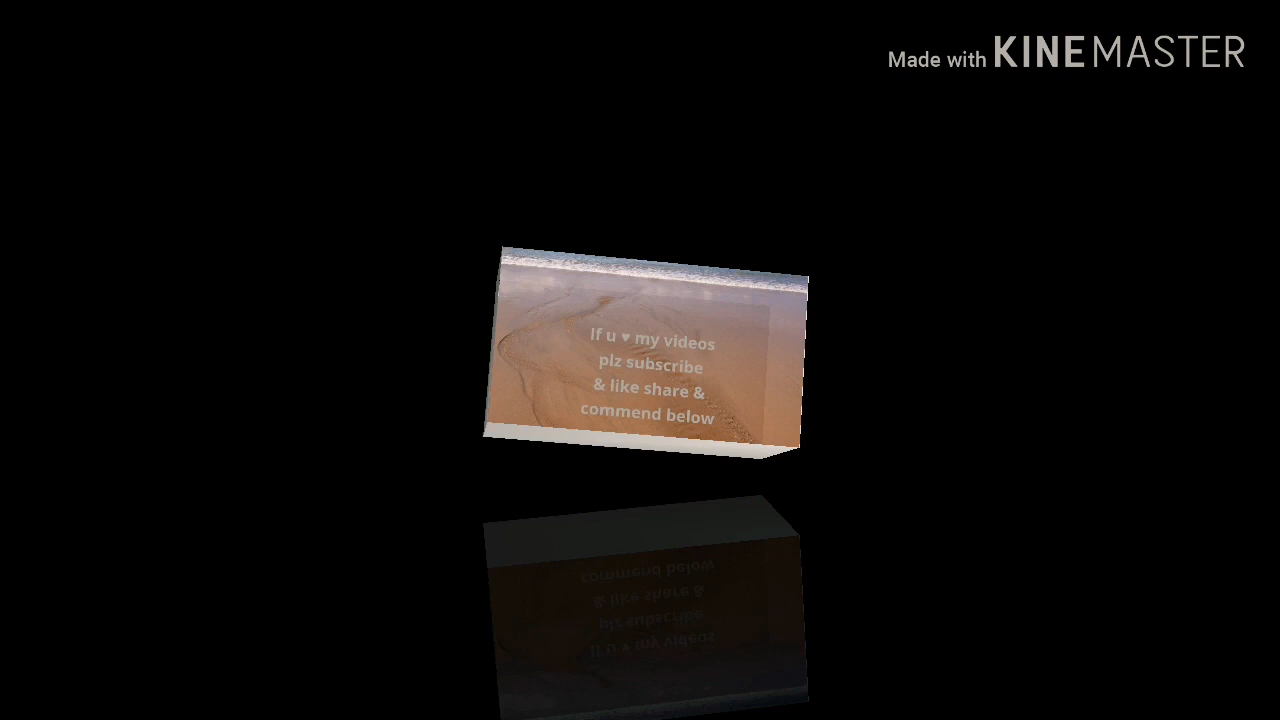 Made with KINEMASTER
If u ♥ my videos
plz subscribe
& like share &
commend below